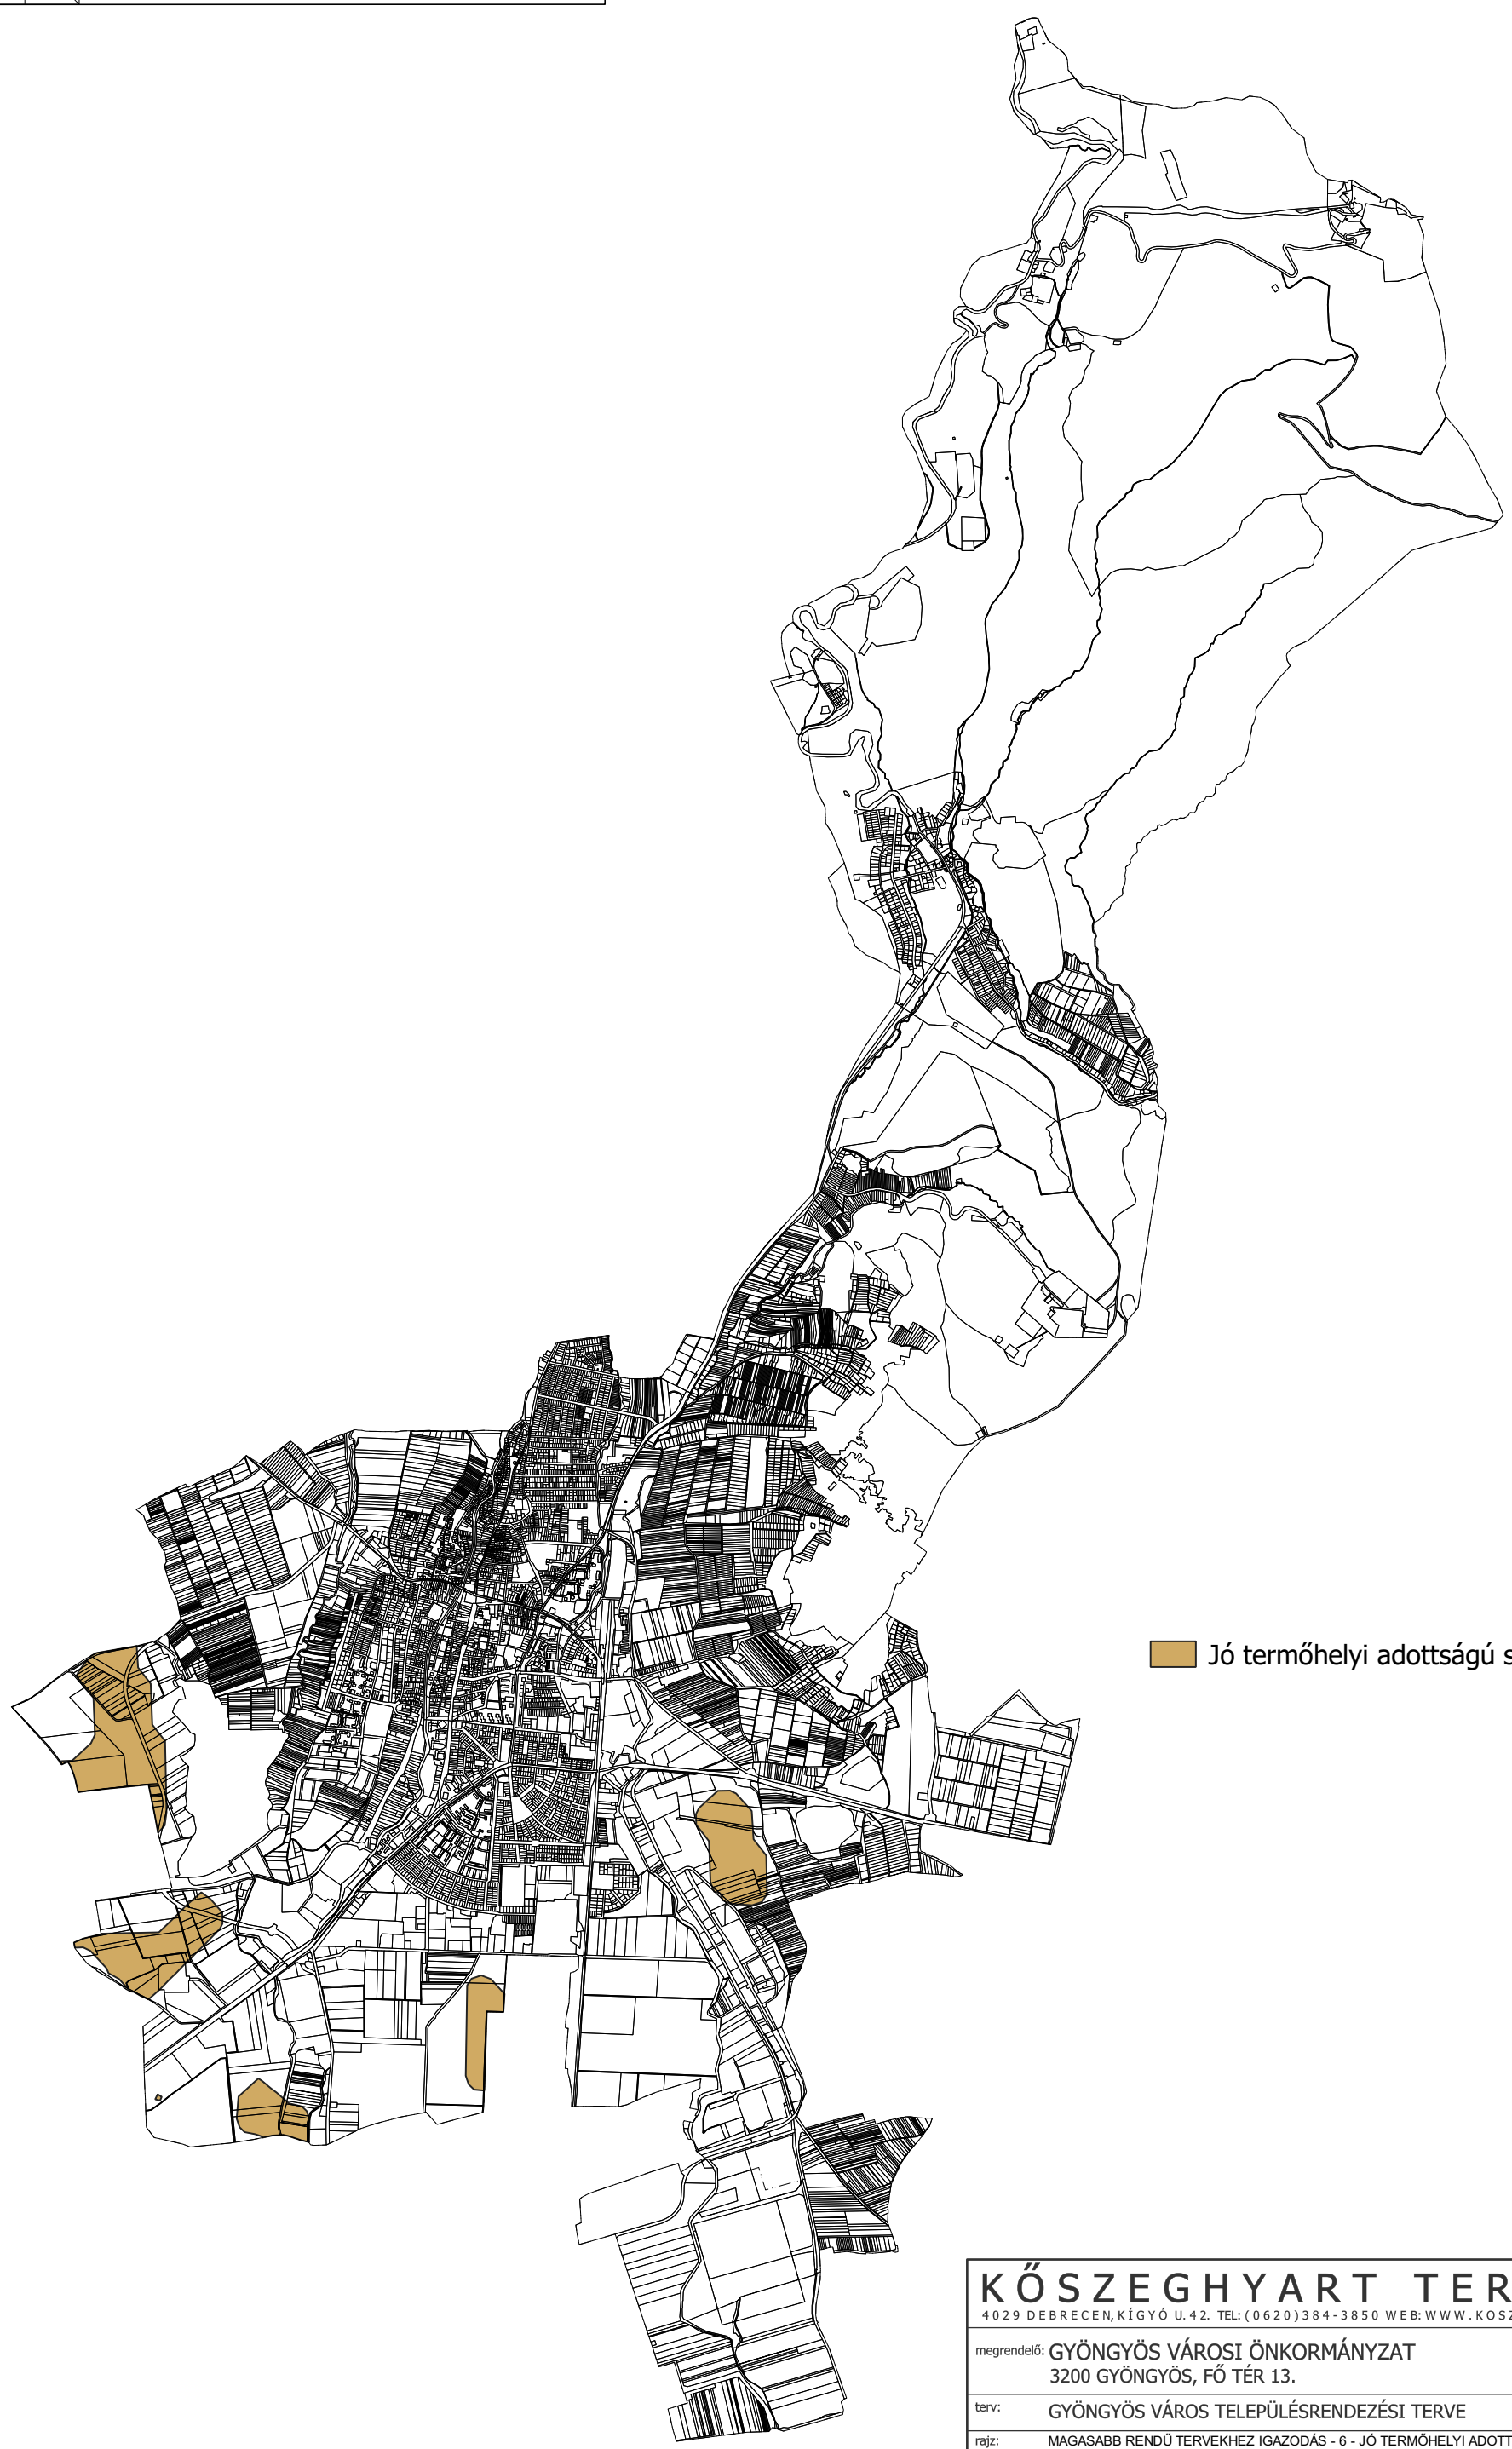 Jó termőhelyi adottságú s
KŐSZEGHYART TER
4029 DEBRECEN, KÍGYÓ U. 42. TEL: (0620)384-3850 WEB: WWW.KOSZ
megrendelő: GYÖNGYÖS VÁROSI ÖNKORMÁNYZAT
3200 GYÖNGYÖS, FŐ TÉR 13.
terv: GYÖNGYÖS VÁROS TELEPÜLÉSRENDEZÉSI TERVE
rajz: MAGASABB RENDŰ TERVEKHEZ IGAZODÁS - 6 - JÓ TERMŐHELYI ADOTT